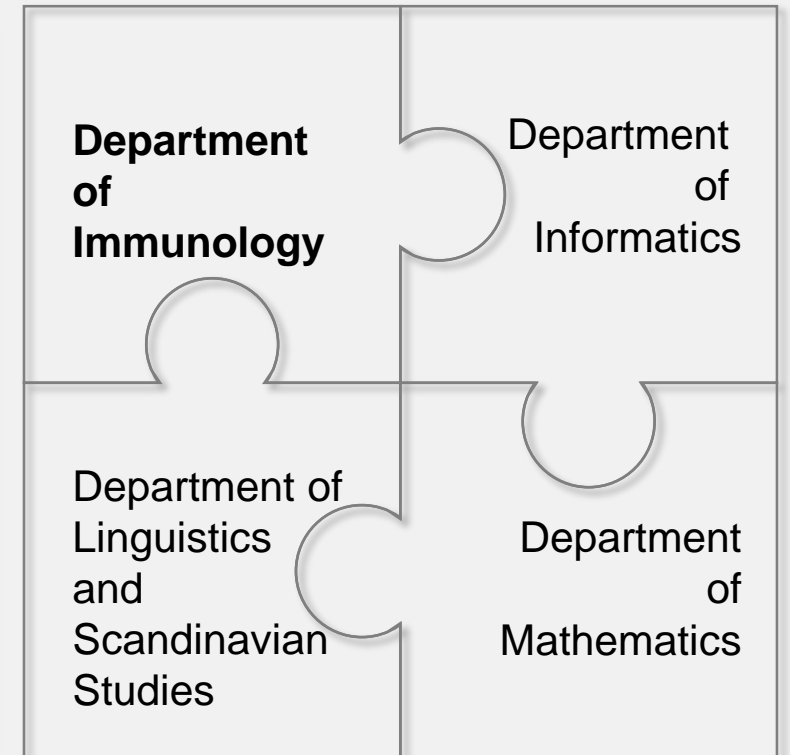 Department
of
Immunology
Department
of
Informatics
Department of
Linguistics
and
Scandinavian
Studies
Department
of
Mathematics